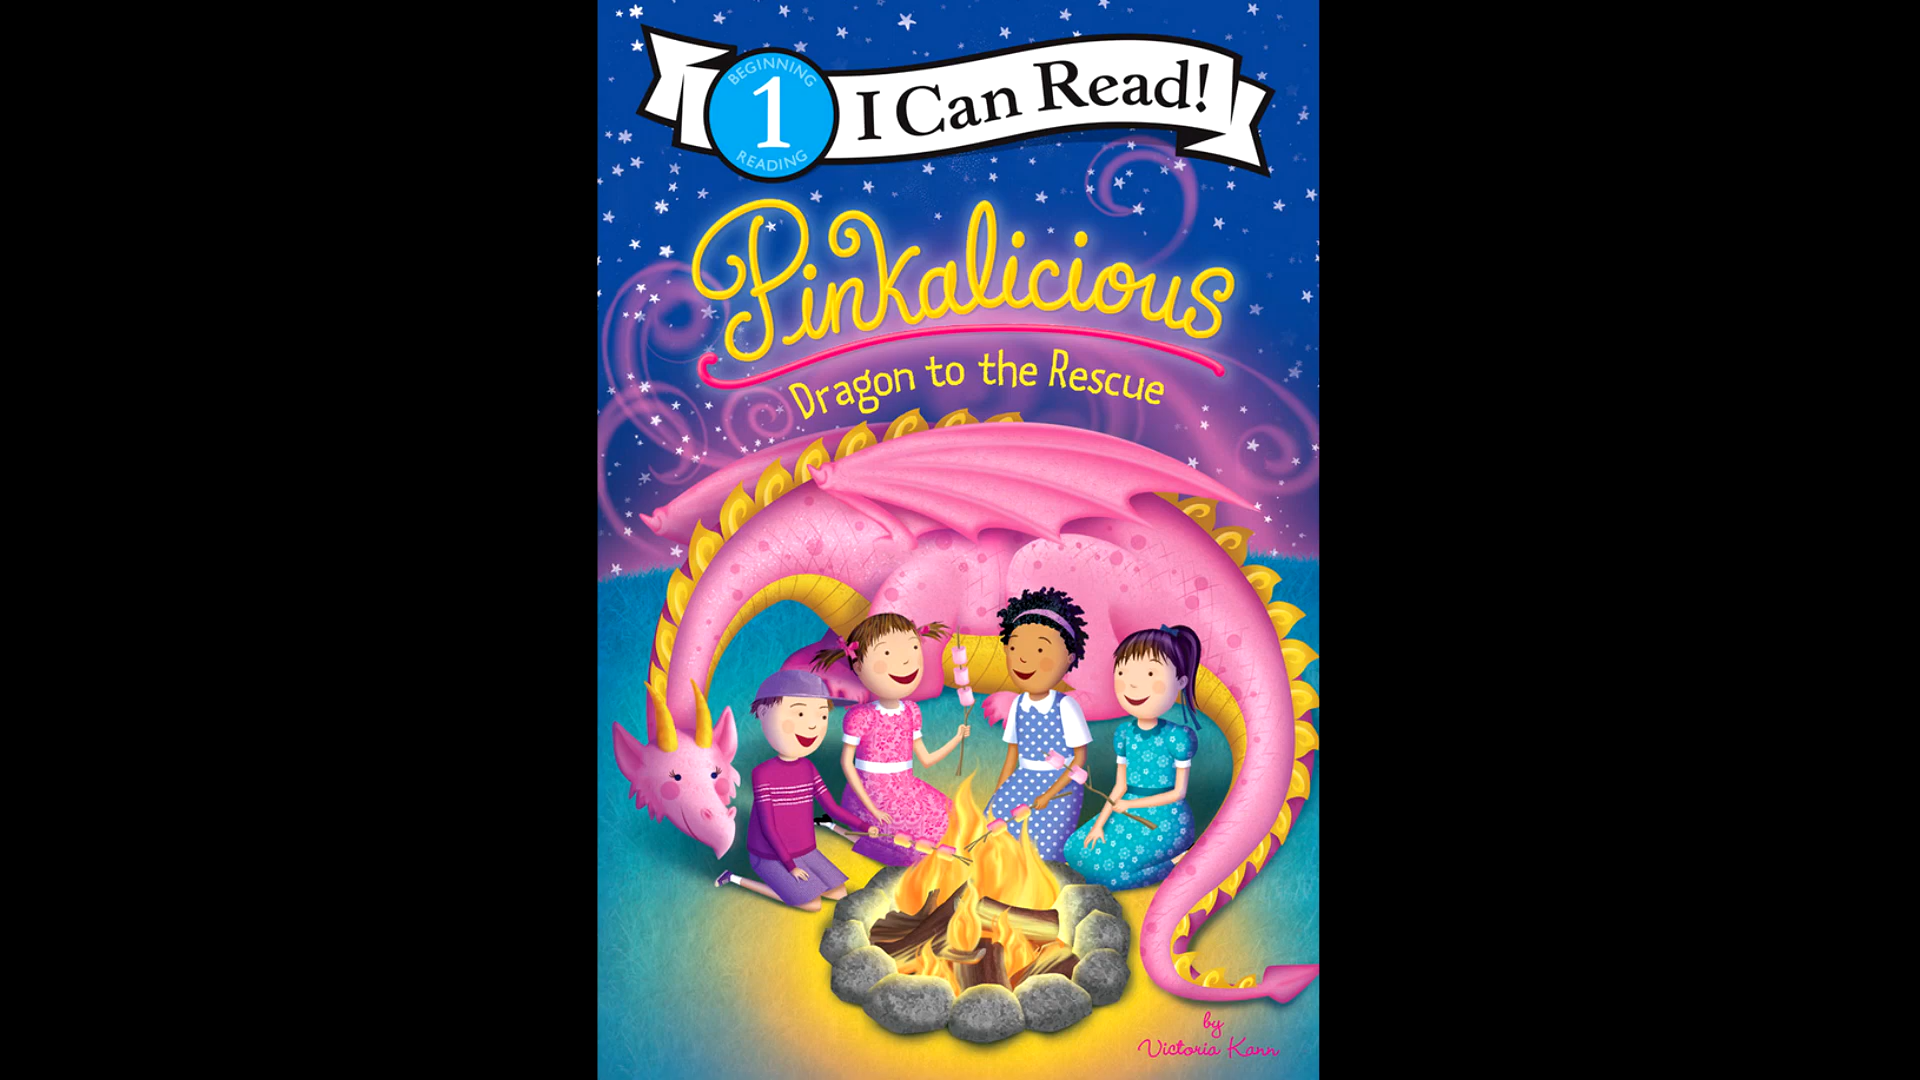 BEGINNING
1
READING
I Can Read!
Pinkalicious
Dragon to the Rescue
by
Victoria Kann